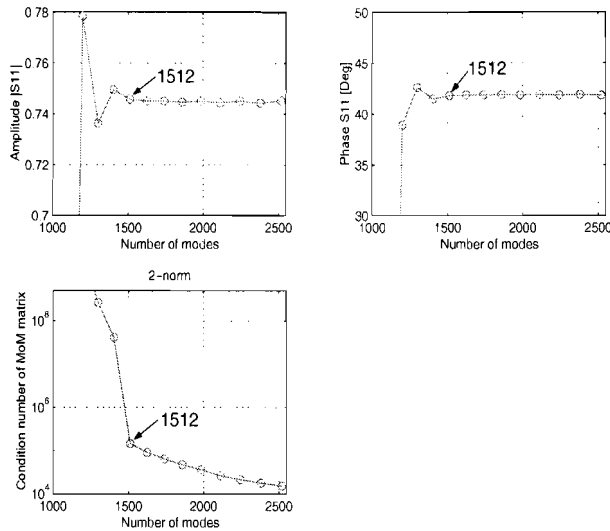 0.78
0.76
0.74
0.72
0.7
Amplitude |S11|
1512
1000 1500 2000 2500
Number of modes
50
45
40
35
30
Phase S11 [Deg]
1512
1000 1500 2000 2500
Number of modes
2-norm
10^8
10^6
10^4
Condition number of MoM matrix
1512
1000 1500 2000 2500
Number of modes